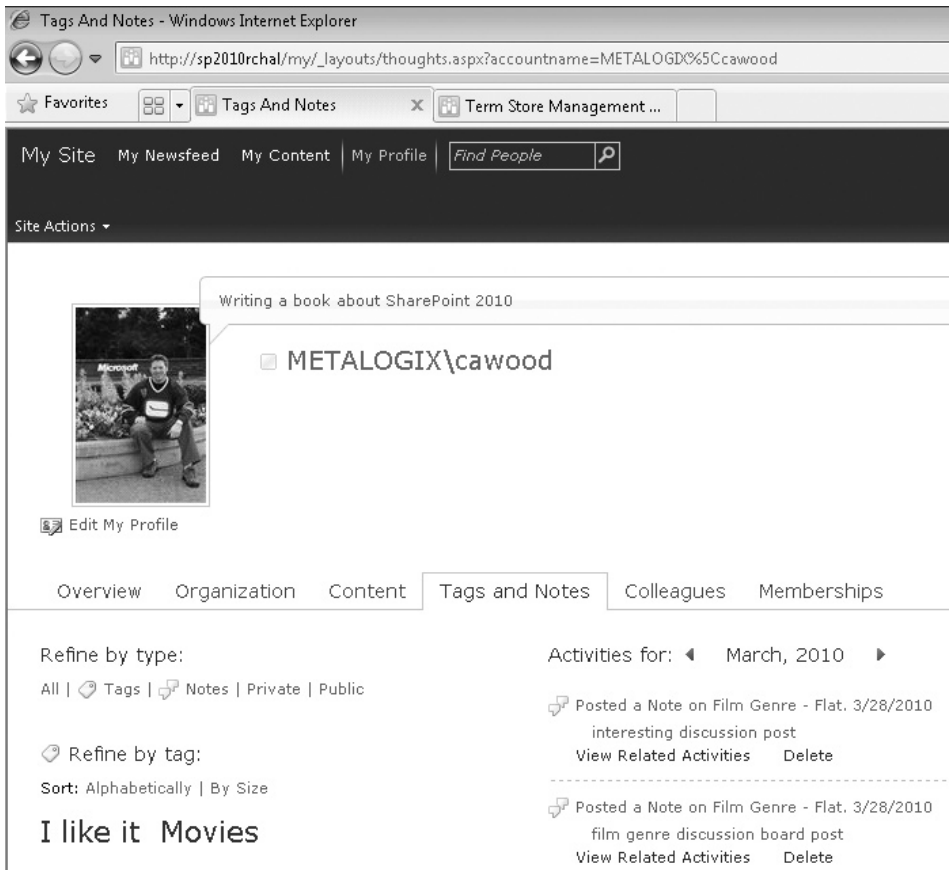 Tags And Notes - Windows Internet Explorer
http://sp2010rchal/my/_layouts/thoughts.aspx?accountname=METALOGIX%5Ccawood
Favorites Tags And Notes x Term Store Management ...
My Site My Newsfeed My Content | My Profile | Find People
Site Actions
Writing a book about SharePoint 2010
Microsoft
METALOGIX\cawood
Edit My Profile
Overview Organization Content Tags and Notes Colleagues Memberships
Refine by type:
All | Tags | Notes | Private | Public
Refine by tag:
Sort: Alphabetically | By Size
I like it Movies
Activities for: March, 2010
Posted a Note on Film Genre - Flat. 3/28/2010
interesting discussion post
View Related Activities Delete
Posted a Note on Film Genre - Flat. 3/28/2010
film genre discussion board post
View Related Activities Delete